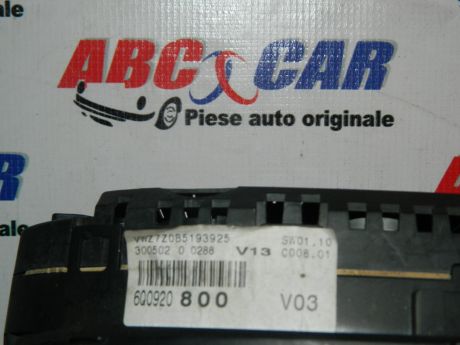 ABC CAR
Piese auto originale
VWZ7Z0B5193925 SW01.10
300502 0 0288 V13 C008.01
6Q0920 800 V03